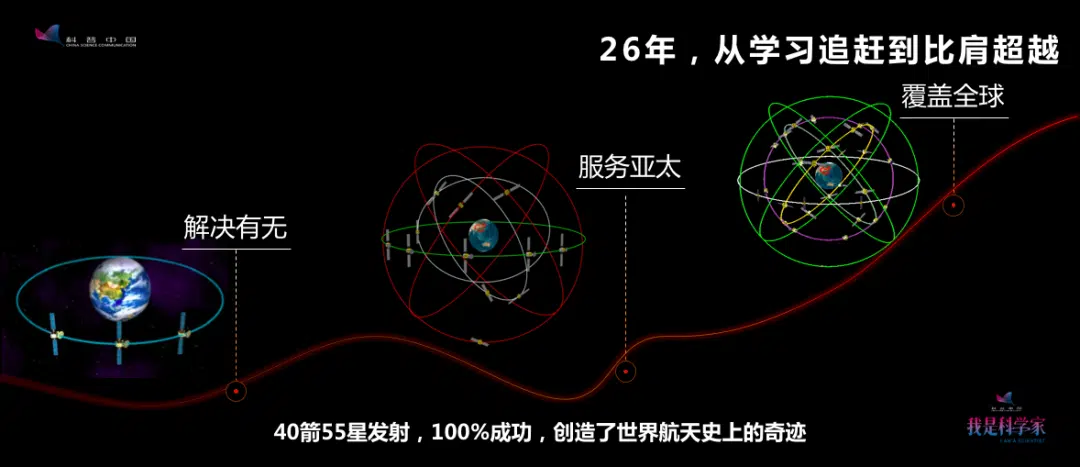 科普中国
CHINA SCIENCE COMMUNICATION
26年，从学习追赶到比肩超越
覆盖全球
服务亚太
解决有无
40箭55星发射，100%成功，创造了世界航天史上的奇迹
我是科学家
I AM A SCIENTIST